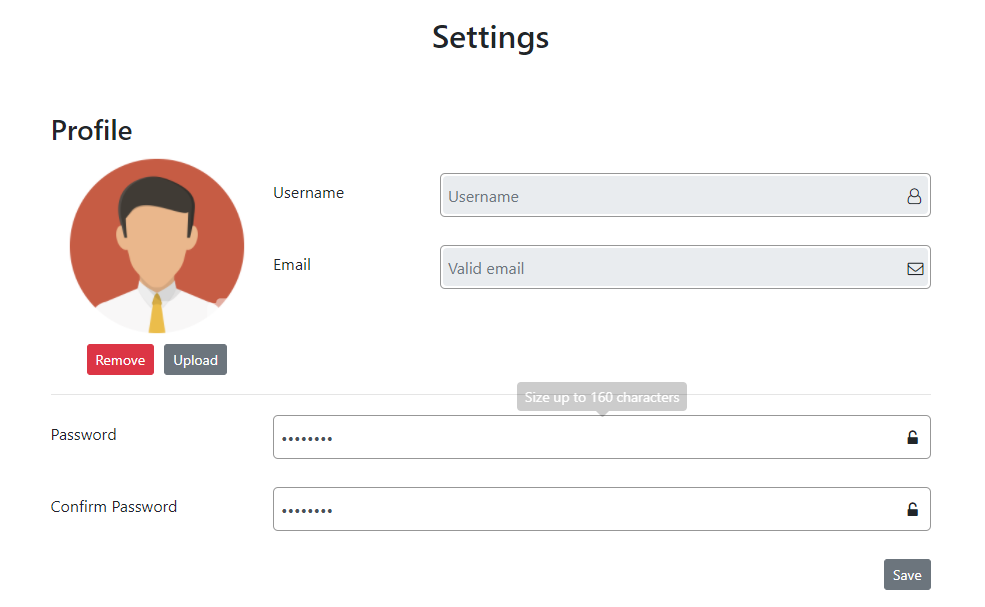 Settings
Profile
Username
Username
Email
Valid email
Remove Upload
Size up to 160 characters
Password
••••••••
Confirm Password
••••••••
Save